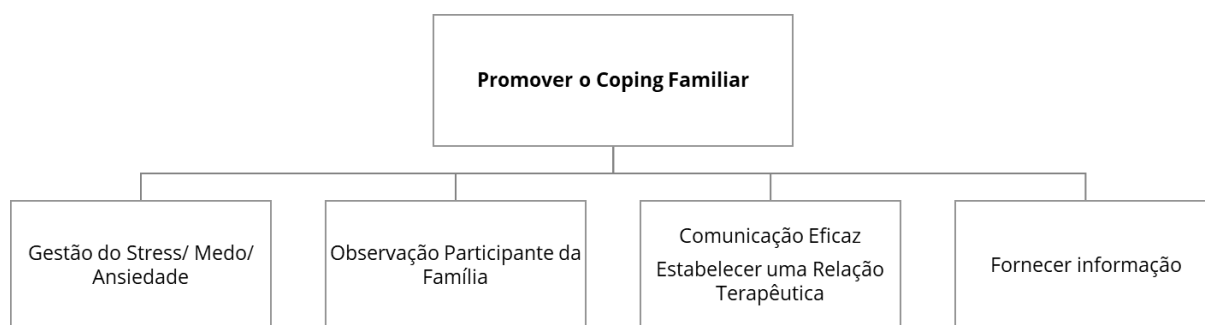 Promover o Coping Familiar
Gestão do Stress/ Medo/
Ansiedade
Observação Participante da
Família
Comunicação Eficaz
Estabelecer uma Relação
Terapêutica
Fornecer informação